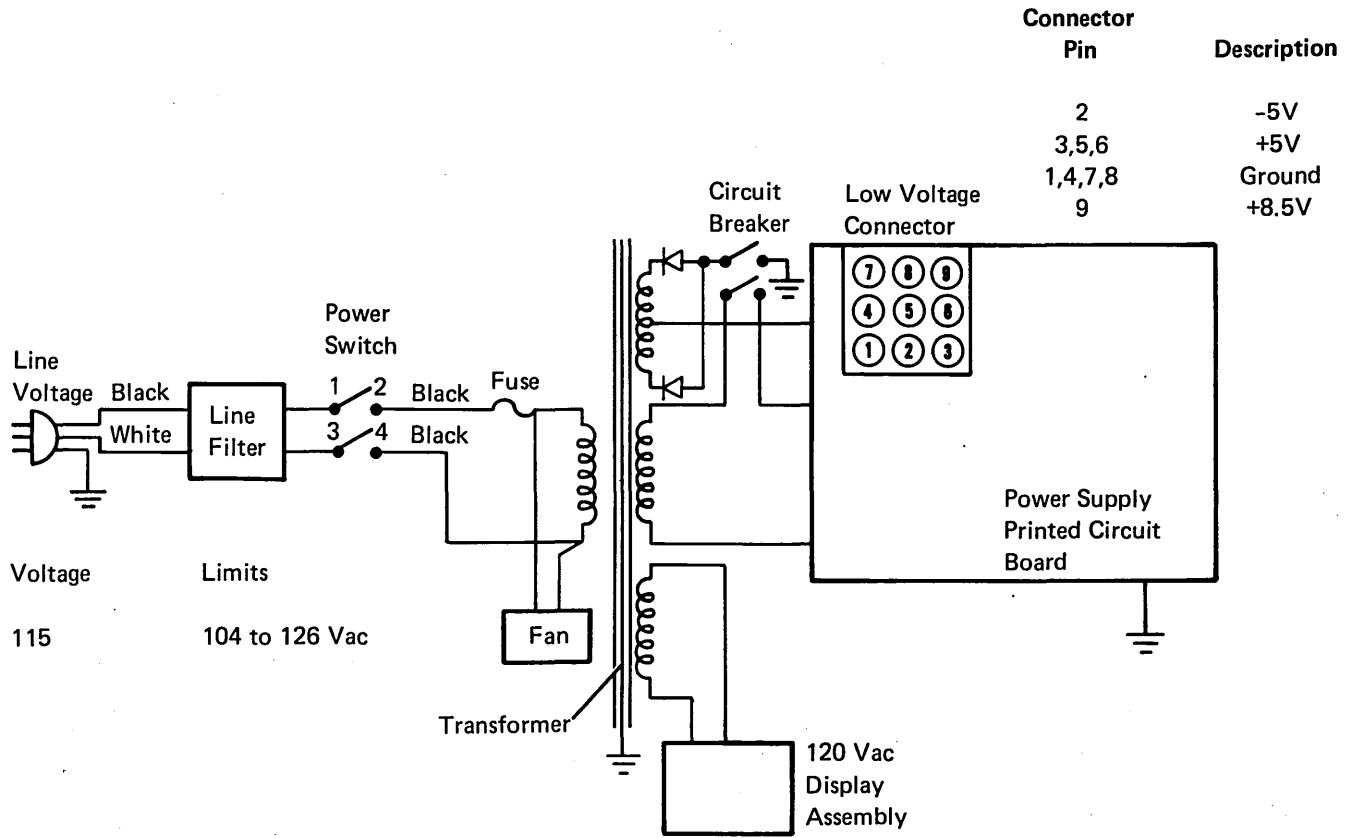 Connector
Pin Description
2 -5V
3,5,6 +5V
1,4,7,8 Ground
9 +8.5V
Circuit
Breaker
Low Voltage
Connector
7 8 9
4 5 6
1 2 3
Power
Switch
Line
Voltage
Black
White
Line
Filter
1 2
3 4
Black
Black
Fuse
Power Supply
Printed Circuit
Board
Voltage Limits
115 104 to 126 Vac
Fan
Transformer
120 Vac
Display
Assembly